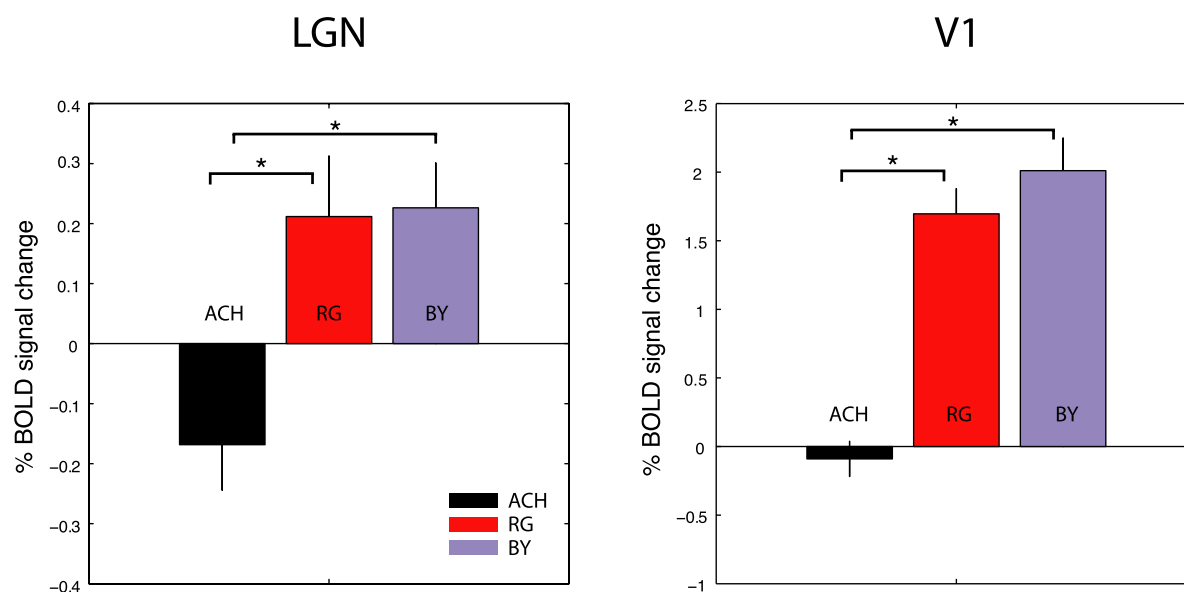 LGN
% BOLD signal change
0.4
0.3
0.2
0.1
0
−0.1
−0.2
−0.3
−0.4
*
*
ACH
RG
BY
ACH
RG
BY
V1
% BOLD signal change
2.5
2
1.5
1
0.5
0
−0.5
−1
*
*
ACH
RG
BY